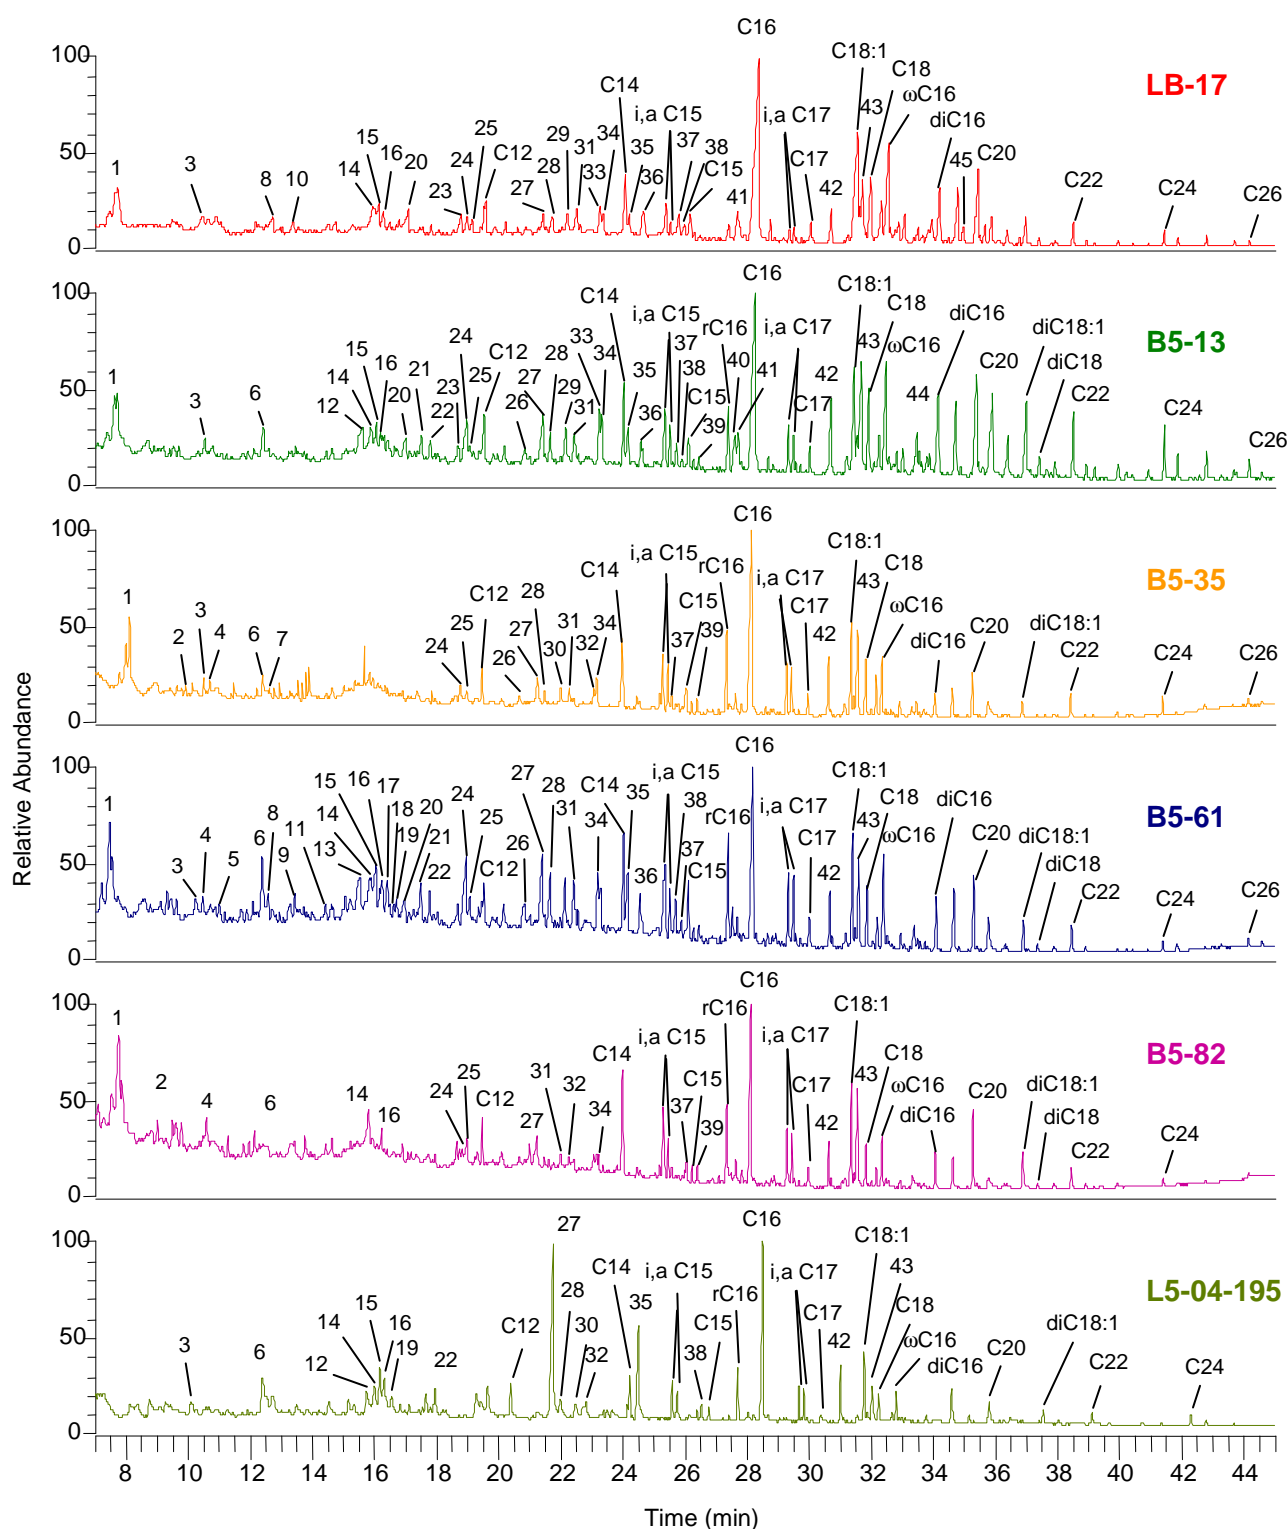 C16
100
C18:1
C18
LB-17
C14
i,a C15
i,a C17
43
ωC16
25
29
34
diC16
15
24
C12
31
35
37
38
C17
45
C20
50
1
3
14
16
20
28
33
36
C15
42
C22
C24
8
10
23
27
41
C26
0
C16
100
C14
C18:1
C18
i,a C15
rC16
i,a C17
diC16
diC18:1
B5-13
24
33
34
37
43
ωC16
15
16
C12
28
40
C20
diC18
1
14
21
25
27
35
38
41
42
50
6
23
29
C15
44
C22
3
12
20
22
26
31
36
39
C17
C24
C26
0
C16
100
i,a C15
C18:1
C14
rC16
i,a C17
C18
B5-35
1
C12
28
43
3
31
34
C15
C17
ωC16
50
2
4
6
7
24
25
27
30
32
37
39
42
diC16
C20
diC18:1
C22
C24
C26
26
0
Relative Abundance
C16
100
27
i,a C15
C18:1
15
16
17
28
C14
35
C18
B5-61
1
14
18
20
24
25
31
34
38
rC16
i,a C17
43
diC16
8
11
19
21
26
37
C17
ωC16
C20
diC18:1
50
3
4
5
6
9
13
22
C12
36
C15
42
diC18
C22
C24
C26
0
C16
100
rC16
C18:1
1
i,a C15
i,a C17
B5-82
2
25
31
32
C14
C15
C17
43
C18
ωC16
C20
diC18:1
50
4
6
14
16
24
C12
27
34
37
39
42
diC16
diC18
C22
C24
0
C16
100
27
C18:1
C14
i,a C15
i,a C17
43
L5-04-195
15
28
35
rC16
C18
14
16
C12
30
C15
C17
ωC16
diC18:1
50
3
6
12
19
22
32
38
42
diC16
C20
C22
C24
0
8 10 12 14 16 18 20 22 24 26 28 30 32 34 36 38 40 42 44
Time (min)